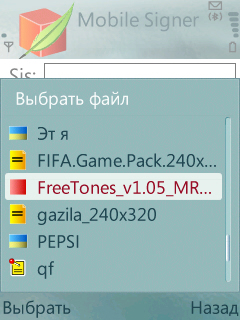 Mobile Signer
Sis:
Выбрать файл
Эт я
FIFA.Game.Pack.240x...
FreeTones_v1.05_MR...
gazila_240x320
PEPSI
qf
Выбрать
Назад